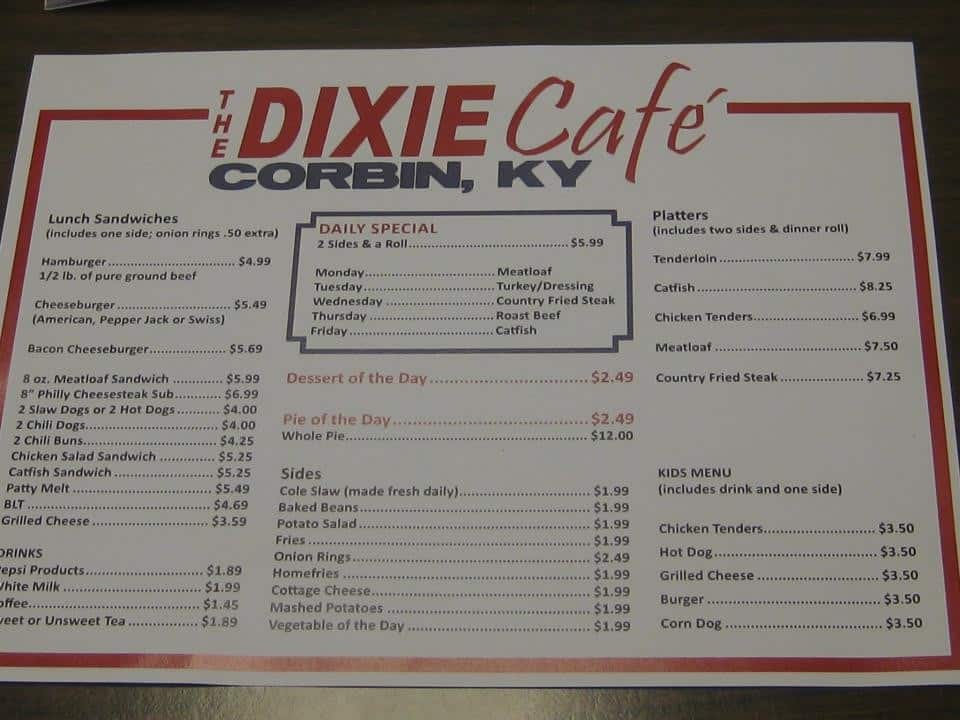 THE DIXIE Café
CORBIN, KY
Lunch Sandwiches
(includes one side; onion rings .50 extra)
Hamburger........................... $4.99
1/2 lb. of pure ground beef
Cheeseburger........................... $5.49
(American, Pepper Jack or Swiss)
Bacon Cheeseburger................... $5.69
8 oz. Meatloaf Sandwich ............ $5.99
8" Philly Cheesesteak Sub........... $6.99
2 Slaw Dogs or 2 Hot Dogs.......... $4.00
2 Chili Dogs................................ $4.00
2 Chili Buns................................ $4.25
Chicken Salad Sandwich ............. $5.25
Catfish Sandwich ....................... $5.25
Patty Melt ................................ $5.49
BLT ........................................ $4.69
Grilled Cheese .......................... $3.59
DRINKS
Pepsi Products........................... $1.89
White Milk ................................ $1.99
Coffee....................................... $1.45
Sweet or Unsweet Tea ................ $1.89
DAILY SPECIAL
2 Sides & a Roll...................................... $5.99
Monday............................... Meatloaf
Tuesday............................... Turkey/Dressing
Wednesday .......................... Country Fried Steak
Thursday .............................. Roast Beef
Friday ................................... Catfish
Dessert of the Day........................ $2.49
Pie of the Day................................ $2.49
Whole Pie......................................................... $12.00
Sides
Cole Slaw (made fresh daily)............................... $1.99
Baked Beans...................................................... $1.99
Potato Salad...................................................... $1.99
Fries ................................................................. $1.99
Onion Rings....................................................... $2.49
Homefries ......................................................... $1.99
Cottage Cheese.................................................. $1.99
Mashed Potatoes ............................................... $1.99
Vegetable of the Day .......................................... $1.99
Platters
(includes two sides & dinner roll)
Tenderloin ................................ $7.99
Catfish........................................ $8.25
Chicken Tenders........................... $6.99
Meatloaf ................................... $7.50
Country Fried Steak .................... $7.25
KIDS MENU
(includes drink and one side)
Chicken Tenders........................... $3.50
Hot Dog....................................... $3.50
Grilled Cheese ............................. $3.50
Burger ........................................ $3.50
Corn Dog .................................... $3.50